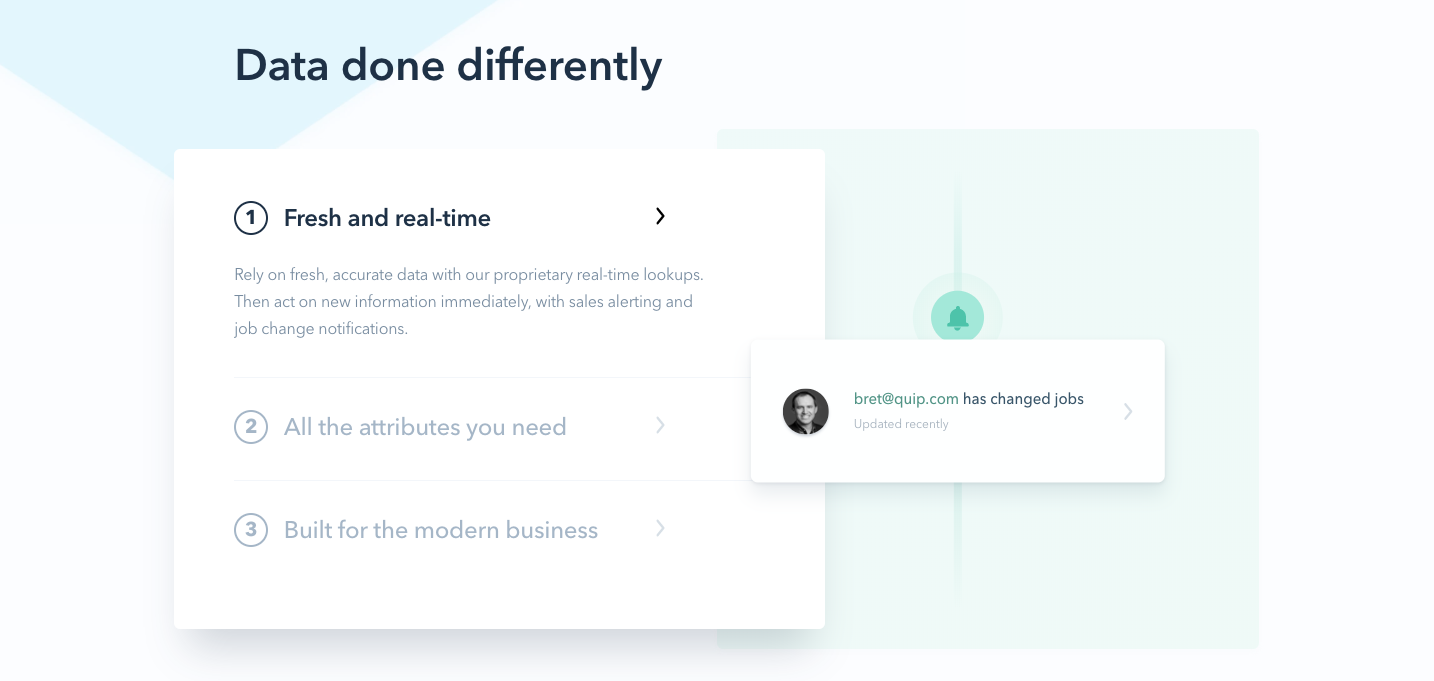 Data done differently
1 Fresh and real-time
Rely on fresh, accurate data with our proprietary real-time lookups.
Then act on new information immediately, with sales alerting and
job change notifications.
2 All the attributes you need
3 Built for the modern business
bret@quip.com has changed jobs
Updated recently